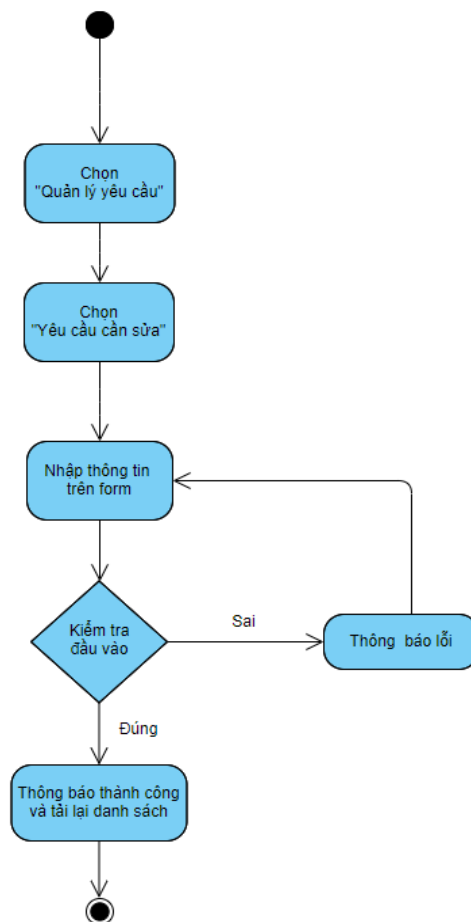 Chọn
"Quản lý yêu cầu"
Chọn
"Yêu cầu cần sửa"
Nhập thông tin
trên form
Kiểm tra
đầu vào
Sai
Thông báo lỗi
Đúng
Thông báo thành công
và tải lại danh sách